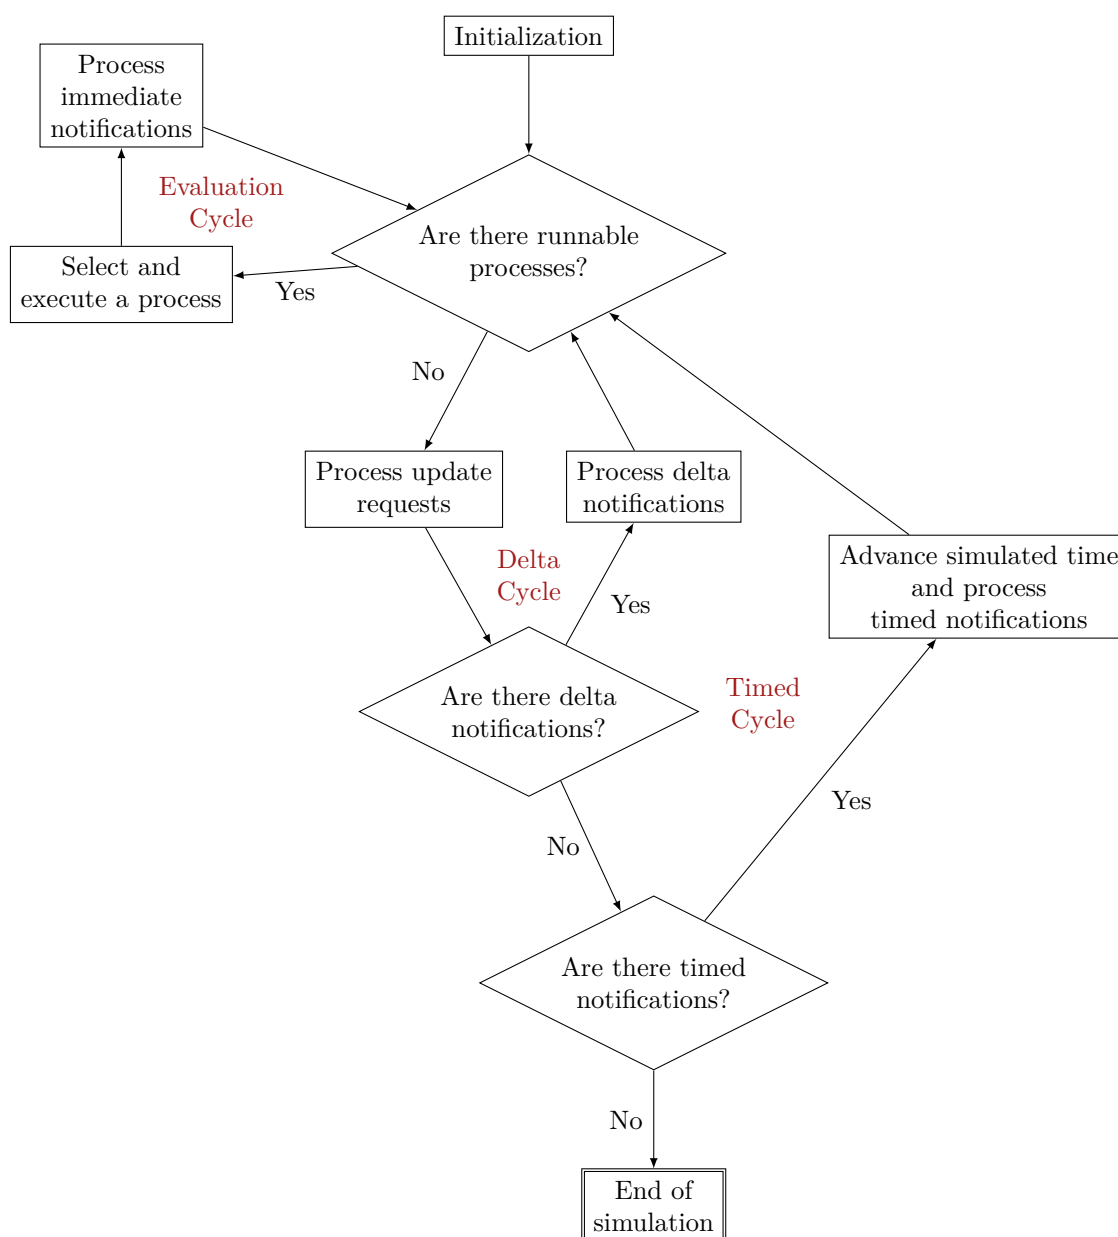 Initialization
Process
immediate
notifications
Evaluation
Cycle
Are there runnable
processes?
Select and
execute a process
Yes
No
Process update
requests
Process delta
notifications
Delta
Cycle
Yes
Advance simulated time
and process
timed notifications
Are there delta
notifications?
Timed
Cycle
Yes
No
Are there timed
notifications?
No
End of
simulation